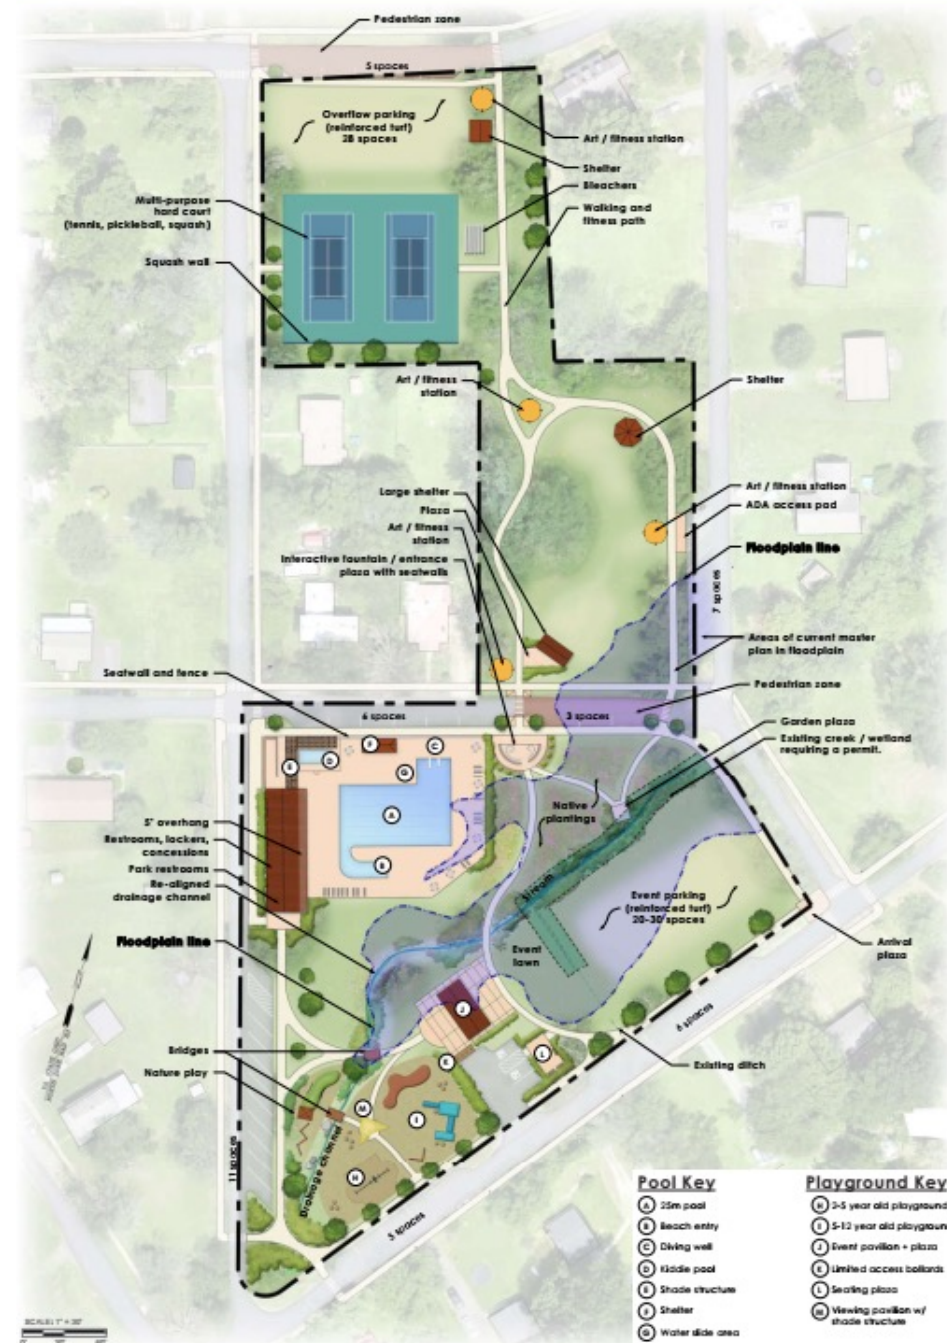 Pedestrian zone
5 spaces
Overflow parking
(reinforced turf)
28 spaces
Art / fitness station
Shelter
Bleachers
Multi-purpose
hard court
(tennis, pickleball, squash)
Walking and
fitness path
Squash wall
Art / fitness
station
Shelter
Large shelter
Plaza
Art / fitness
station
Interactive fountain / entrance
plaza with seatwalls
Art / fitness station
ADA access pad
Floodplain line
7 spaces
Areas of current master
plan in floodplain
Seatwall and fence
Pedestrian zone
6 spaces
3 spaces
Garden plaza
Existing creek / wetland
requiring a permit.
F
C
E
D
G
A
B
Native
plantings
5' overhang
Restrooms, lockers,
concessions
Park restrooms
Re-aligned
drainage channel
Stream
Event parking
(reinforced turf)
20-30 spaces
Floodplain line
Event
lawn
Arrival
plaza
J
6 spaces
L
K
Existing ditch
Bridges
Nature play
M
I
H
Drainage channel
11 spaces
5 spaces
Pool Key
A 25m pool
B Beach entry
C Diving well
D Kiddie pool
E Shade structure
F Shelter
G Water slide area
Playground Key
H 2-5 year old playground
I 5-12 year old playground
J Event pavilion + plaza
K Limited access bollards
L Seating plaza
M Viewing pavilion w/
shade structure